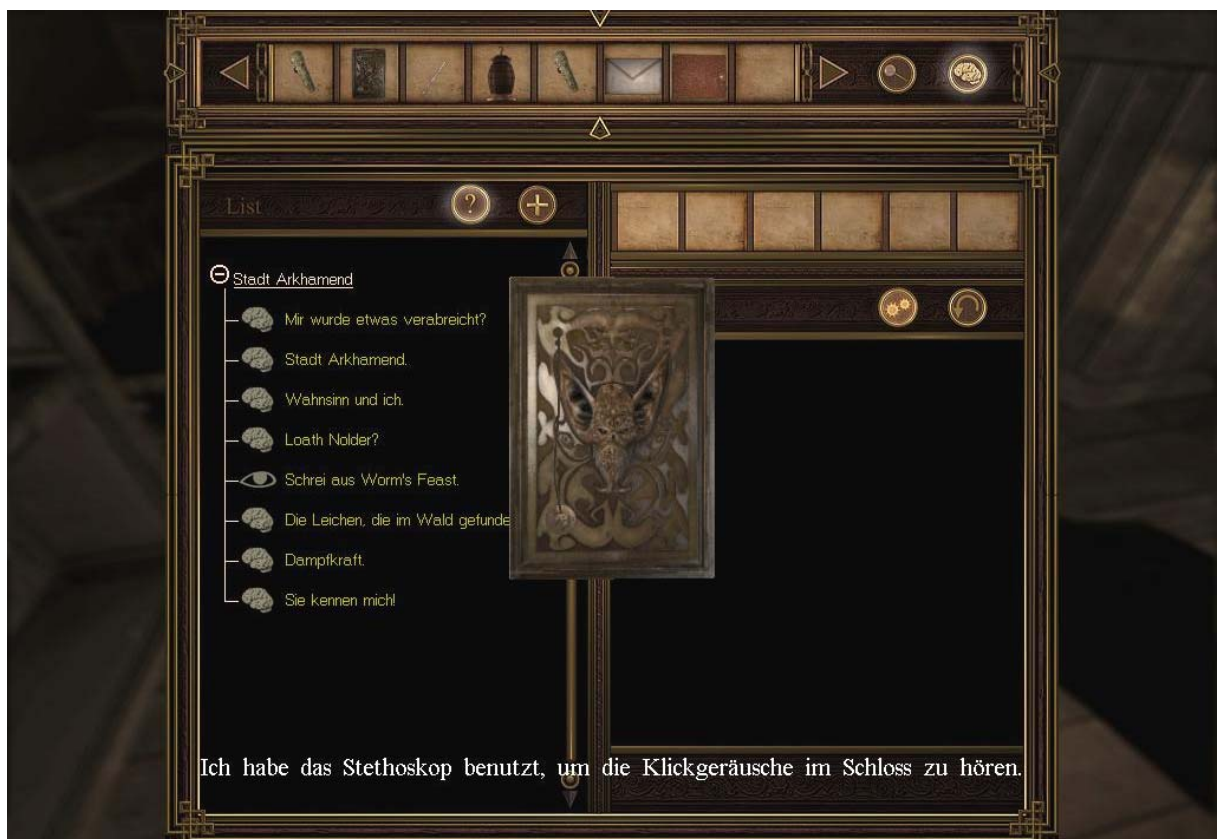 List
?
Stadt Arkhamend
Mir wurde etwas verabreicht?
Stadt Arkhamend.
Wahnsinn und ich.
Loath Nolder?
Schrei aus Worm's Feast.
Die Leichen, die im Wald gefunde
Dampfkraft.
Sie kennen mich!
Ich habe das Stethoskop benutzt, um die Klickgeräusche im Schloss zu hören.